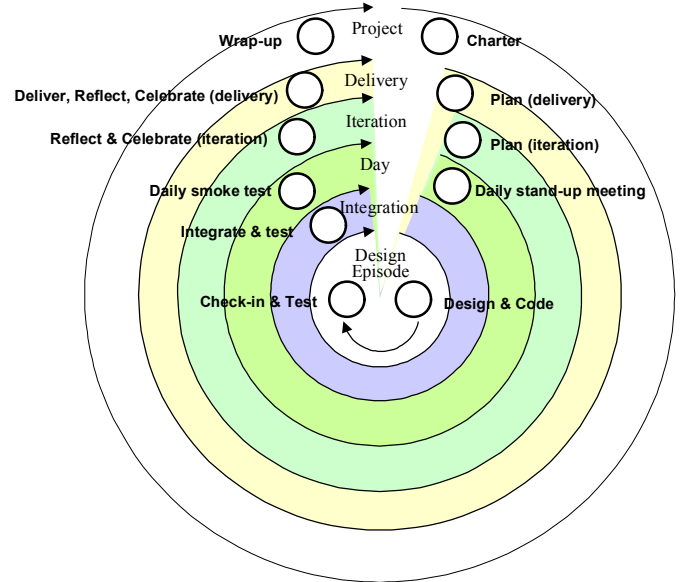 Project
Wrap-up
Charter
Delivery
Deliver, Reflect, Celebrate (delivery)
Plan (delivery)
Iteration
Reflect & Celebrate (iteration)
Plan (iteration)
Day
Daily smoke test
Daily stand-up meeting
Integration
Integrate & test
Design
Episode
Check-in & Test
Design & Code